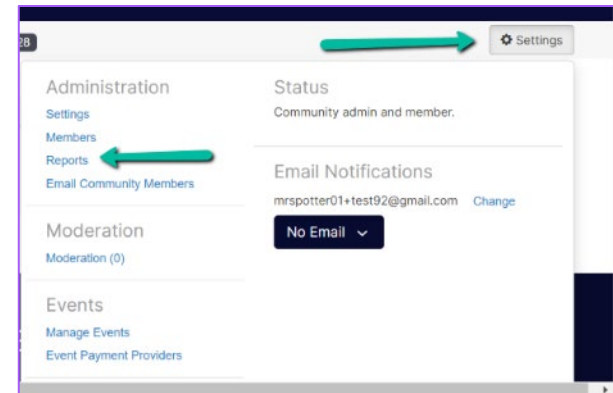 28
Settings
Administration
Settings
Members
Reports
Email Community Members
Moderation
Moderation (0)
Events
Manage Events
Event Payment Providers
Status
Community admin and member.
Email Notifications
mrspotter01+test92@gmail.com Change
No Email